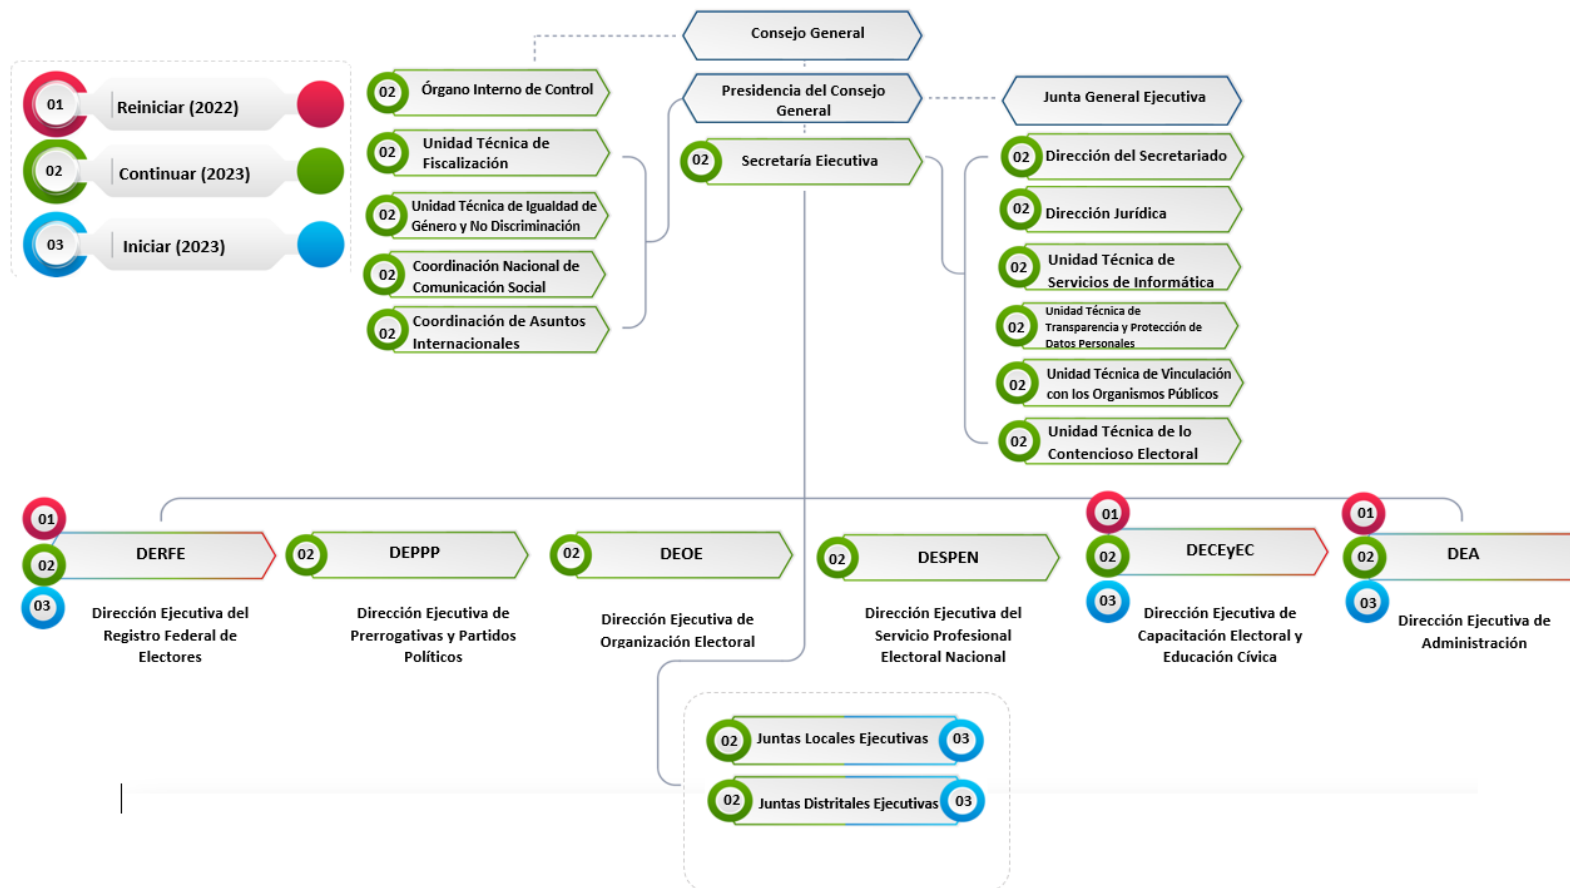 Consejo General
01
Reiniciar (2022)
02
Continuar (2023)
03
Iniciar (2023)
02
Órgano Interno de Control
02
Unidad Técnica de
Fiscalización
02
Unidad Técnica de Igualdad de
Género y No Discriminación
02
Coordinación Nacional de
Comunicación Social
02
Coordinación de Asuntos
Internacionales
Presidencia del Consejo
General
02
Secretaría Ejecutiva
Junta General Ejecutiva
02
Dirección del Secretariado
02
Dirección Jurídica
02
Unidad Técnica de
Servicios de Informática
02
Unidad Técnica de
Transparencia y Protección de
Datos Personales
02
Unidad Técnica de Vinculación
con los Organismos Públicos
02
Unidad Técnica de lo
Contencioso Electoral
01
02
03
DERFE
Dirección Ejecutiva del
Registro Federal de
Electores
02
DEPPP
Dirección Ejecutiva de
Prerrogativas y Partidos
Políticos
02
DEOE
Dirección Ejecutiva de
Organización Electoral
02
DESPEN
Dirección Ejecutiva del
Servicio Profesional
Electoral Nacional
01
02
03
DECEyEC
Dirección Ejecutiva de
Capacitación Electoral y
Educación Cívica
01
02
03
DEA
Dirección Ejecutiva de
Administración
02
Juntas Locales Ejecutivas
03
02
Juntas Distritales Ejecutivas
03